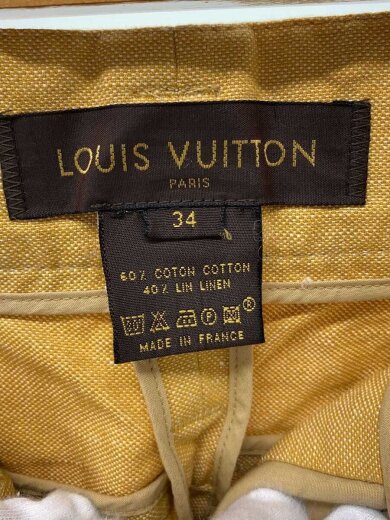 LOUIS VUITTON
PARIS
34
60% COTON COTTON
40% LIN LINEN
P ®
MADE IN FRANCE